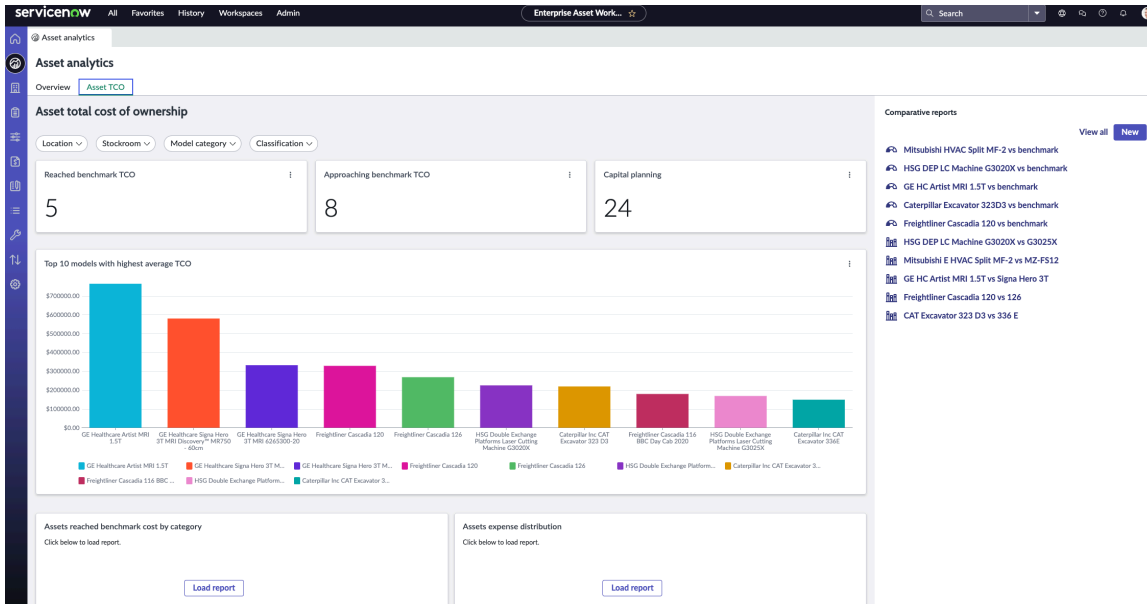 servicenow All Favorites History Workspaces Admin
Enterprise Asset Work... ☆
Search
Asset analytics
Asset analytics
Overview Asset TCO
Asset total cost of ownership
Location Stockroom Model category Classification
Reached benchmark TCO
5
Approaching benchmark TCO
8
Capital planning
24
Top 10 models with highest average TCO
$700000.00
$600000.00
$500000.00
$400000.00
$300000.00
$200000.00
$100000.00
$0.00
GE Healthcare Artist MRI
1.5T
GE Healthcare Signa Hero
3T MRI Discovery™ MR750
- 60cm
GE Healthcare Signa Hero
3T MRI 6265300-20
Freightliner Cascadia 120
Freightliner Cascadia 126
HSG Double Exchange
Platforms Laser Cutting
Machine G3020X
Caterpillar Inc CAT
Excavator 323 D3
Freightliner Cascadia 116
BBC Day Cab 2020
HSG Double Exchange
Platforms Laser Cutting
Machine G3025X
Caterpillar Inc CAT
Excavator 336E
GE Healthcare Artist MRI 1.5T GE Healthcare Signa Hero 3T M... GE Healthcare Signa Hero 3T M... Freightliner Cascadia 120 Freightliner Cascadia 126 HSG Double Exchange Platform... Caterpillar Inc CAT Excavator 3...
Freightliner Cascadia 116 BBC ... HSG Double Exchange Platform... Caterpillar Inc CAT Excavator 3...
Assets reached benchmark cost by category
Click below to load report.
Load report
Assets expense distribution
Click below to load report.
Load report
Comparative reports
View all New
Mitsubishi HVAC Split MF-2 vs benchmark
HSG DEP LC Machine G3020X vs benchmark
GE HC Artist MRI 1.5T vs benchmark
Caterpillar Excavator 323D3 vs benchmark
Freightliner Cascadia 120 vs benchmark
HSG DEP LC Machine G3020X vs G3025X
Mitsubishi E HVAC Split MF-2 vs MZ-FS12
GE HC Artist MRI 1.5T vs Signa Hero 3T
Freightliner Cascadia 120 vs 126
CAT Excavator 323 D3 vs 336 E